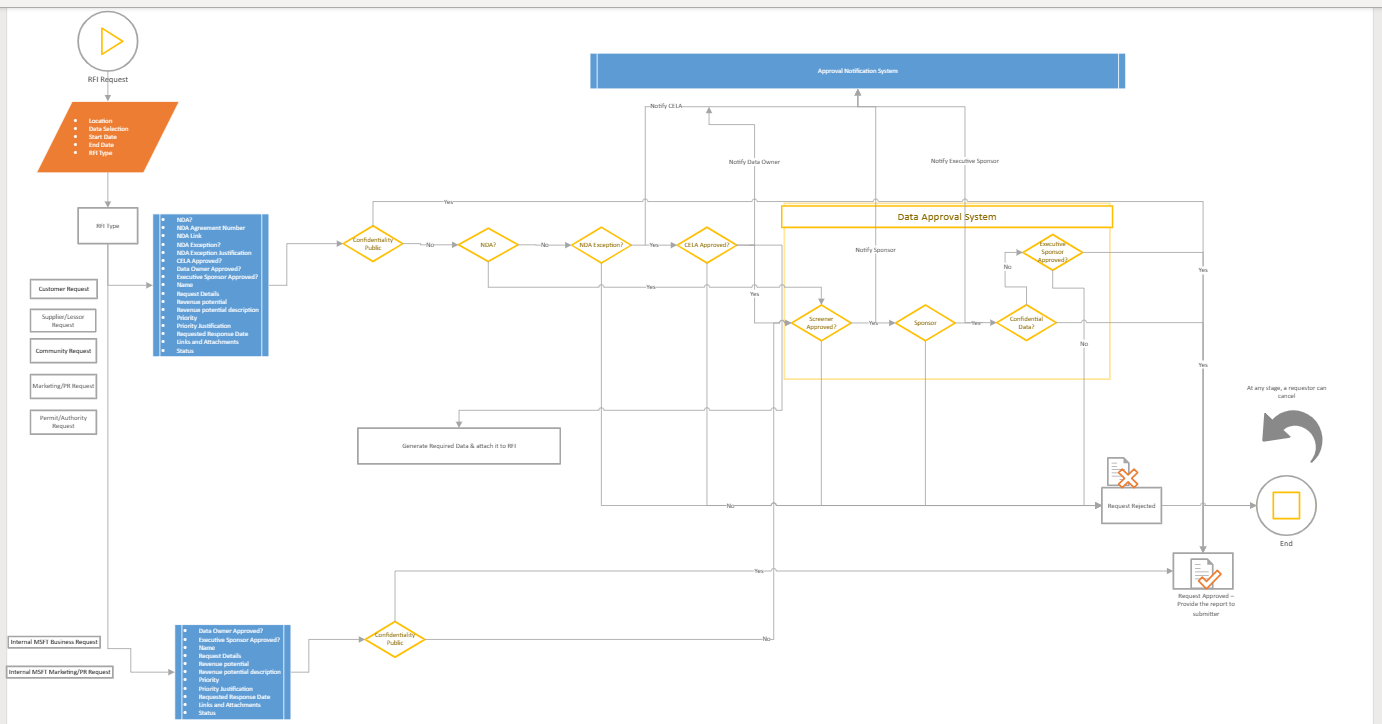 RFI Request
Location
Data Selection
Start Date
End Date
RFI Type
Approval Notification System
Notify CELA
Notify Data Owner
Notify Executive Sponsor
Notify Sponsor
RFI Type
NDA?
NDA Agreement Number
NDA Link
NDA Exception?
NDA Exception Justification
CELA Approved?
Data Owner Approved?
Executive Sponsor Approved?
Name
Request Details
Revenue potential
Revenue potential description
Priority
Priority Justification
Requested Response Date
Links and Attachments
Status
Customer Request
Supplier/Lessor
Request
Community Request
Marketing/PR Request
Permit/Authority
Request
Yes
Confidentiality
Public
No
NDA?
No
NDA Exception?
Yes
CELA Approved?
Yes
Yes
Data Approval System
Executive
Sponsor
Approved?
No
Screener
Approved?
Yes
Sponsor
Yes
Confidential
Data?
No
Yes
Yes
At any stage, a requestor can
cancel
Generate Required Data & attach it to RFI
No
Request Rejected
End
Yes
Request Approved –
Provide the report to
submitter
Internal MSFT Business Request
Internal MSFT Marketing/PR Request
Data Owner Approved?
Executive Sponsor Approved?
Name
Request Details
Revenue potential
Revenue potential description
Priority
Priority Justification
Requested Response Date
Links and Attachments
Status
Confidentiality
Public
No